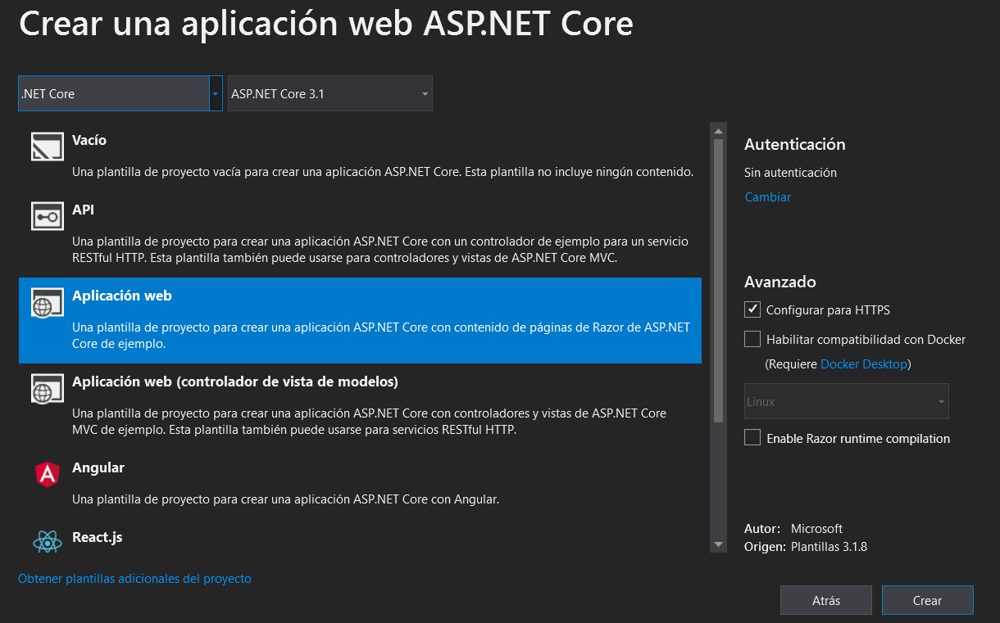 Crear una aplicación web ASP.NET Core
.NET Core
ASP.NET Core 3.1
Vacío
Una plantilla de proyecto vacía para crear una aplicación ASP.NET Core. Esta plantilla no incluye ningún contenido.
API
Una plantilla de proyecto para crear una aplicación ASP.NET Core con un controlador de ejemplo para un servicio
RESTful HTTP. Esta plantilla también puede usarse para controladores y vistas de ASP.NET Core MVC.
Aplicación web
Una plantilla de proyecto para crear una aplicación ASP.NET Core con contenido de páginas de Razor de ASP.NET
Core de ejemplo.
Aplicación web (controlador de vista de modelos)
Una plantilla de proyecto para crear una aplicación ASP.NET Core con controladores y vistas de ASP.NET Core
MVC de ejemplo. Esta plantilla también puede usarse para servicios RESTful HTTP.
Angular
Una plantilla de proyecto para crear una aplicación ASP.NET Core con Angular.
React.js
Obtener plantillas adicionales del proyecto
Autenticación
Sin autenticación
Cambiar
Avanzado
Configurar para HTTPS
Habilitar compatibilidad con Docker
(Requiere Docker Desktop)
Linux
Enable Razor runtime compilation
Autor: Microsoft
Origen: Plantillas 3.1.8
Atrás
Crear